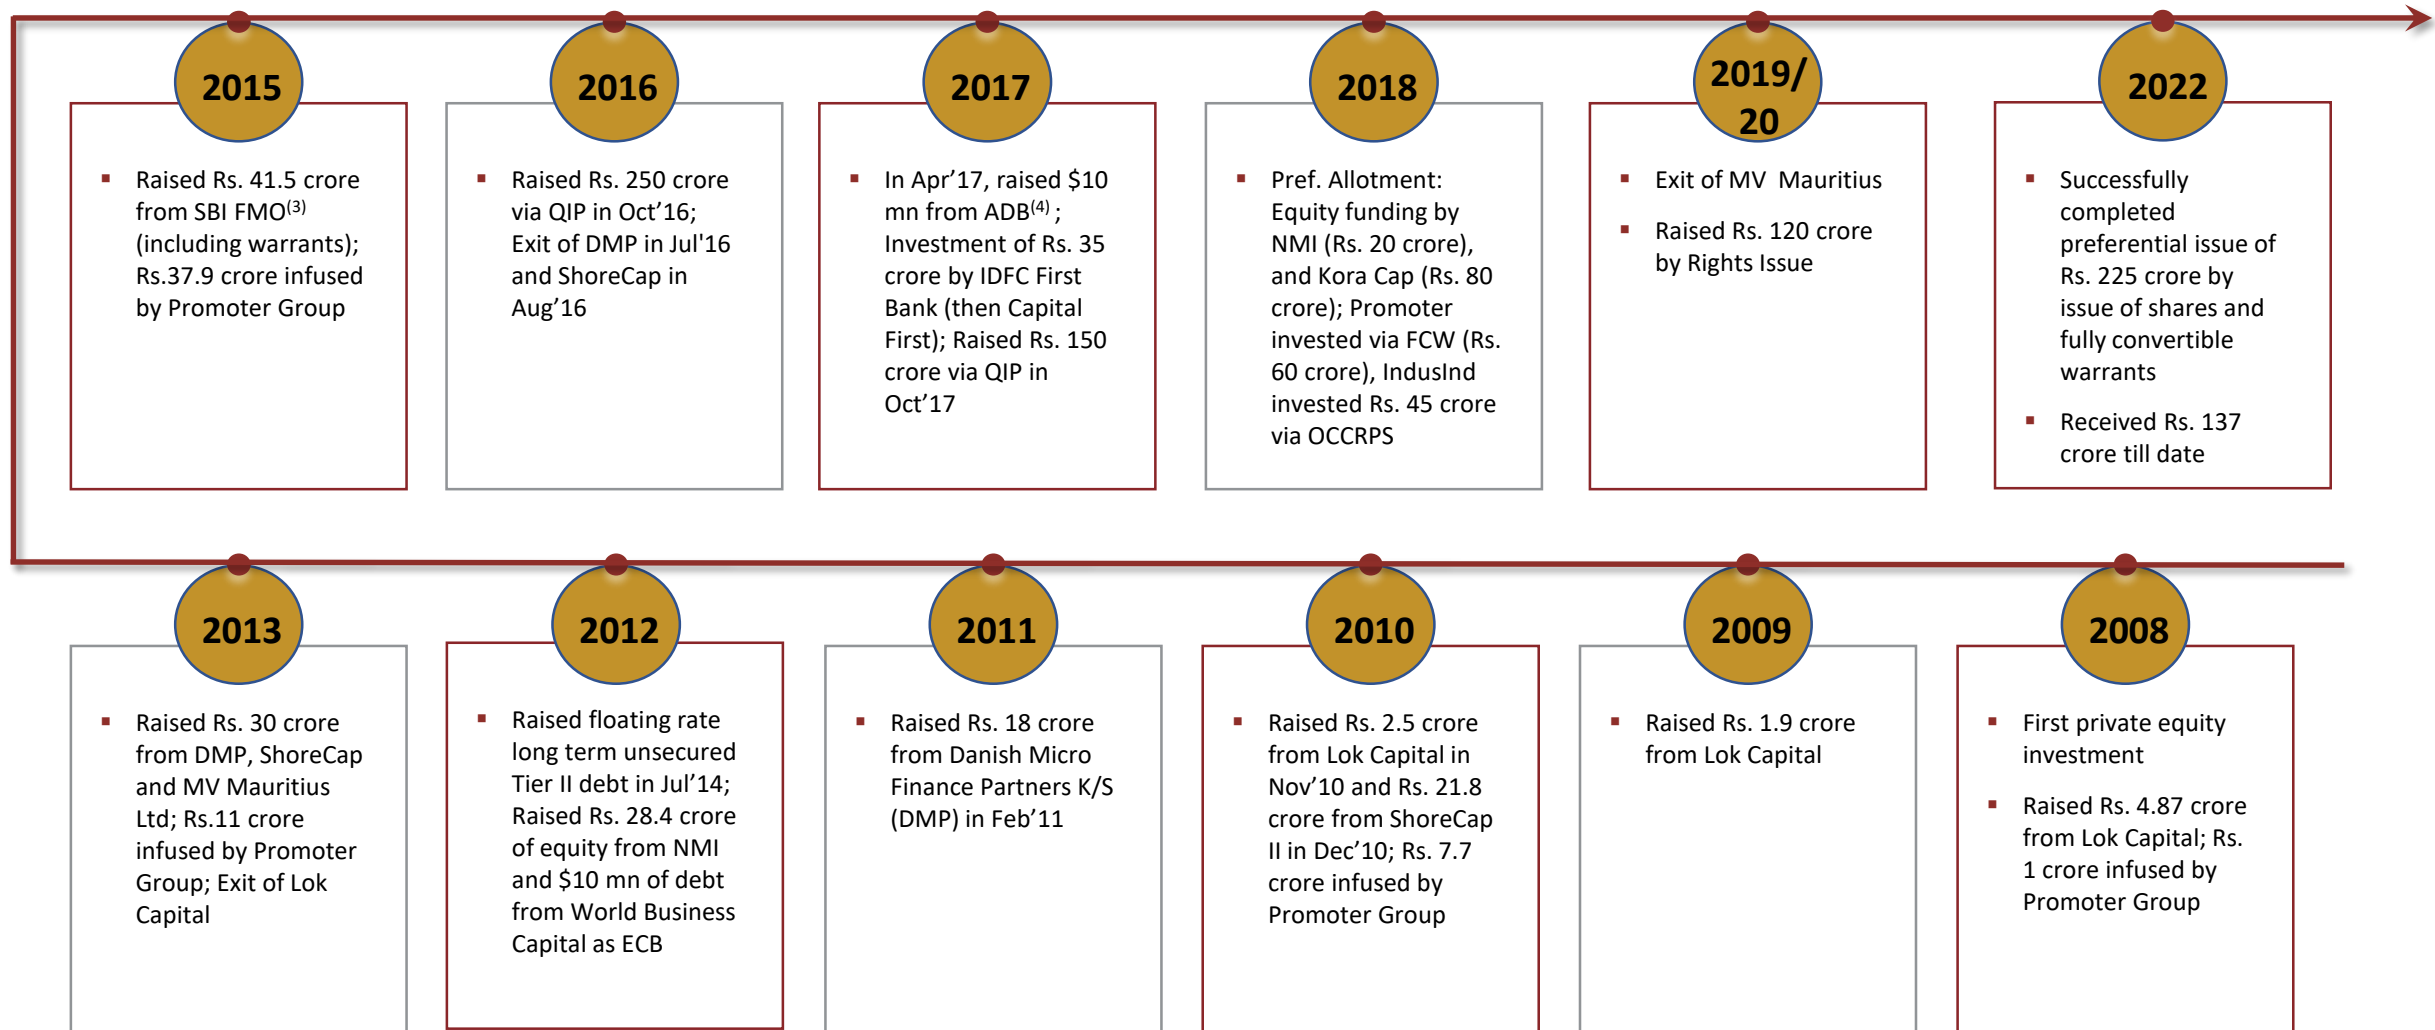 2015
Raised Rs. 41.5 crore
from SBI FMO(3)
(including warrants);
Rs.37.9 crore infused
by Promoter Group
2016
Raised Rs. 250 crore
via QIP in Oct’16;
Exit of DMP in Jul'16
and ShoreCap in
Aug’16
2017
In Apr’17, raised $10
mn from ADB(4) ;
Investment of Rs. 35
crore by IDFC First
Bank (then Capital
First); Raised Rs. 150
crore via QIP in
Oct’17
2018
Pref. Allotment:
Equity funding by
NMI (Rs. 20 crore),
and Kora Cap (Rs. 80
crore); Promoter
invested via FCW (Rs.
60 crore), IndusInd
invested Rs. 45 crore
via OCCRPS
2019/
20
Exit of MV Mauritius
Raised Rs. 120 crore
by Rights Issue
2022
Successfully
completed
preferential issue of
Rs. 225 crore by
issue of shares and
fully convertible
warrants
Received Rs. 137
crore till date
2013
Raised Rs. 30 crore
from DMP, ShoreCap
and MV Mauritius
Ltd; Rs.11 crore
infused by Promoter
Group; Exit of Lok
Capital
2012
Raised floating rate
long term unsecured
Tier II debt in Jul’14;
Raised Rs. 28.4 crore
of equity from NMI
and $10 mn of debt
from World Business
Capital as ECB
2011
Raised Rs. 18 crore
from Danish Micro
Finance Partners K/S
(DMP) in Feb’11
2010
Raised Rs. 2.5 crore
from Lok Capital in
Nov’10 and Rs. 21.8
crore from ShoreCap
II in Dec’10; Rs. 7.7
crore infused by
Promoter Group
2009
Raised Rs. 1.9 crore
from Lok Capital
2008
First private equity
investment
Raised Rs. 4.87 crore
from Lok Capital; Rs.
1 crore infused by
Promoter Group